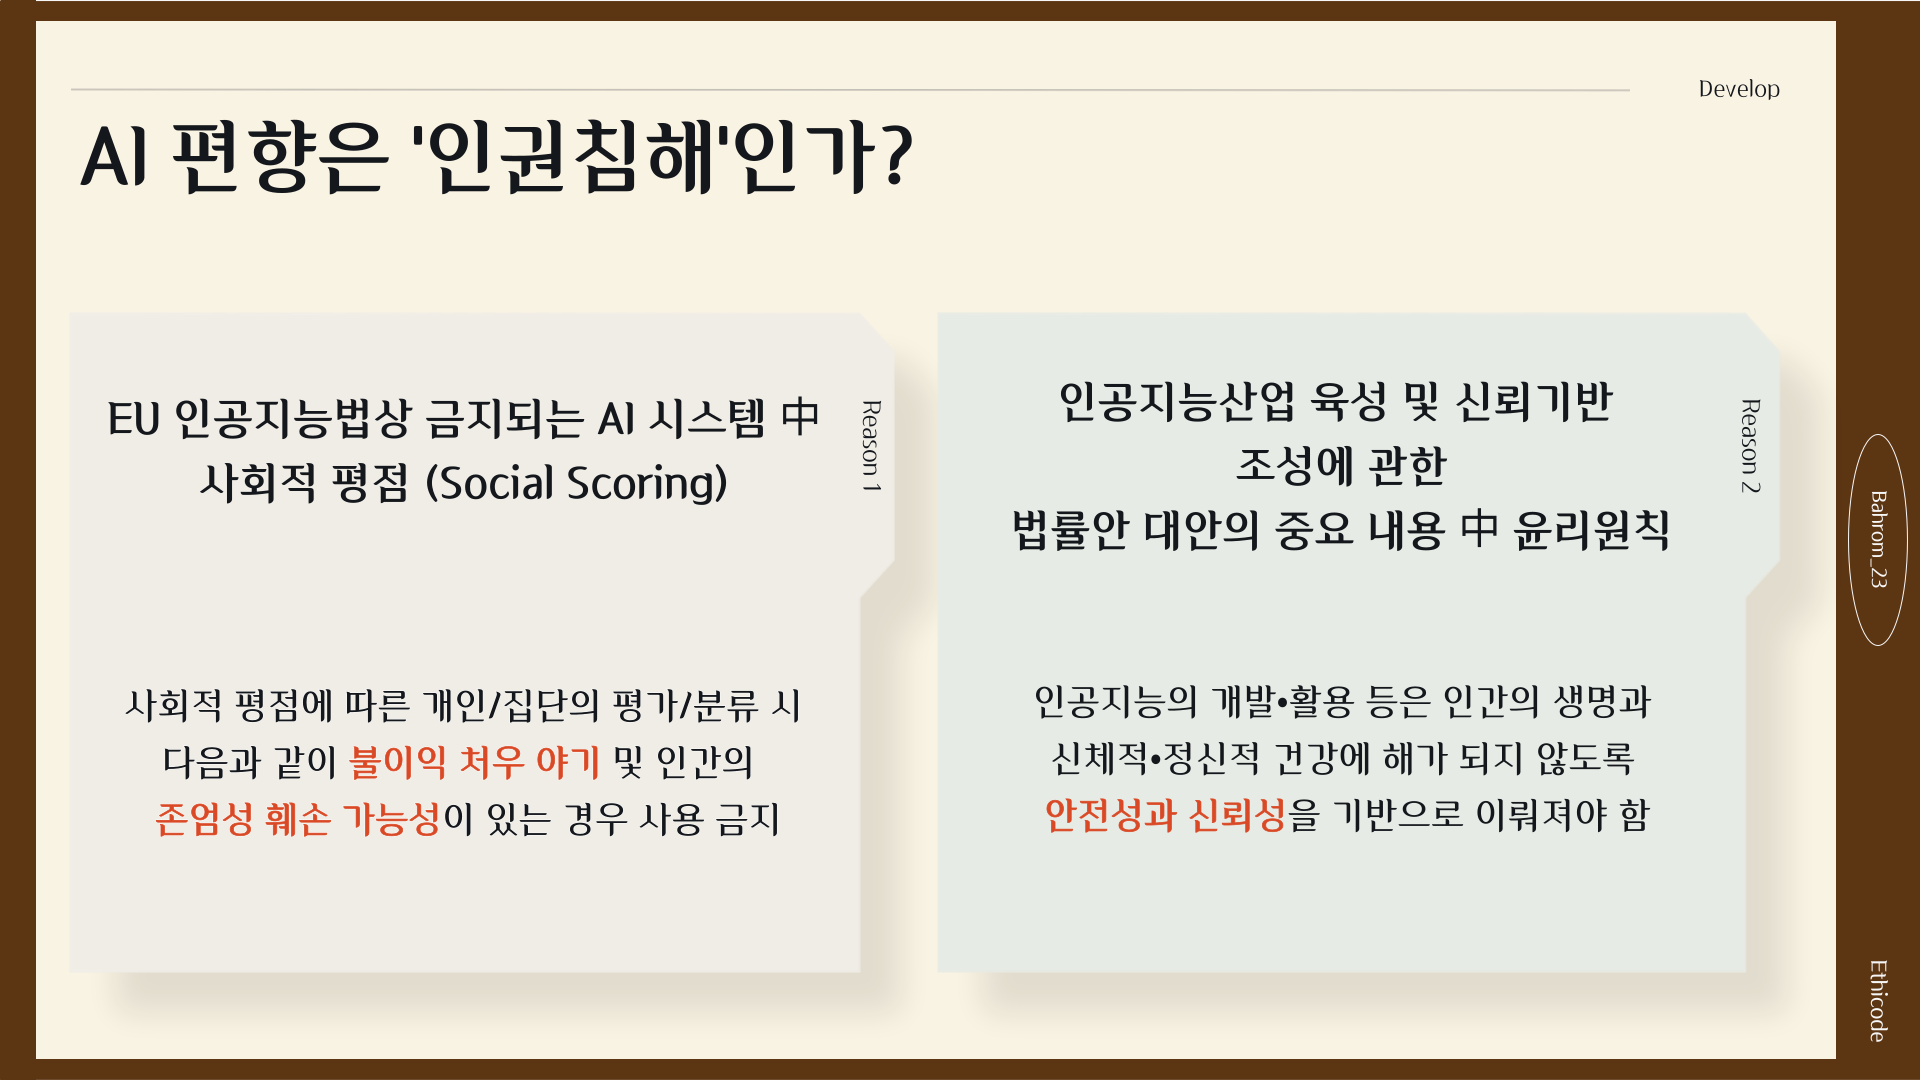 Develop
AI 편향은 '인권침해'인가?
EU 인공지능법상 금지되는 AI 시스템 中
사회적 평점 (Social Scoring)
Reason 1
사회적 평점에 따른 개인/집단의 평가/분류 시
다음과 같이 불이익 처우 야기 및 인간의
존엄성 훼손 가능성이 있는 경우 사용 금지
인공지능산업 육성 및 신뢰기반
조성에 관한
법률안 대안의 중요 내용 中 윤리원칙
Reason 2
인공지능의 개발•활용 등은 인간의 생명과
신체적•정신적 건강에 해가 되지 않도록
안전성과 신뢰성을 기반으로 이뤄져야 함
Bahrom_23
Ethicode